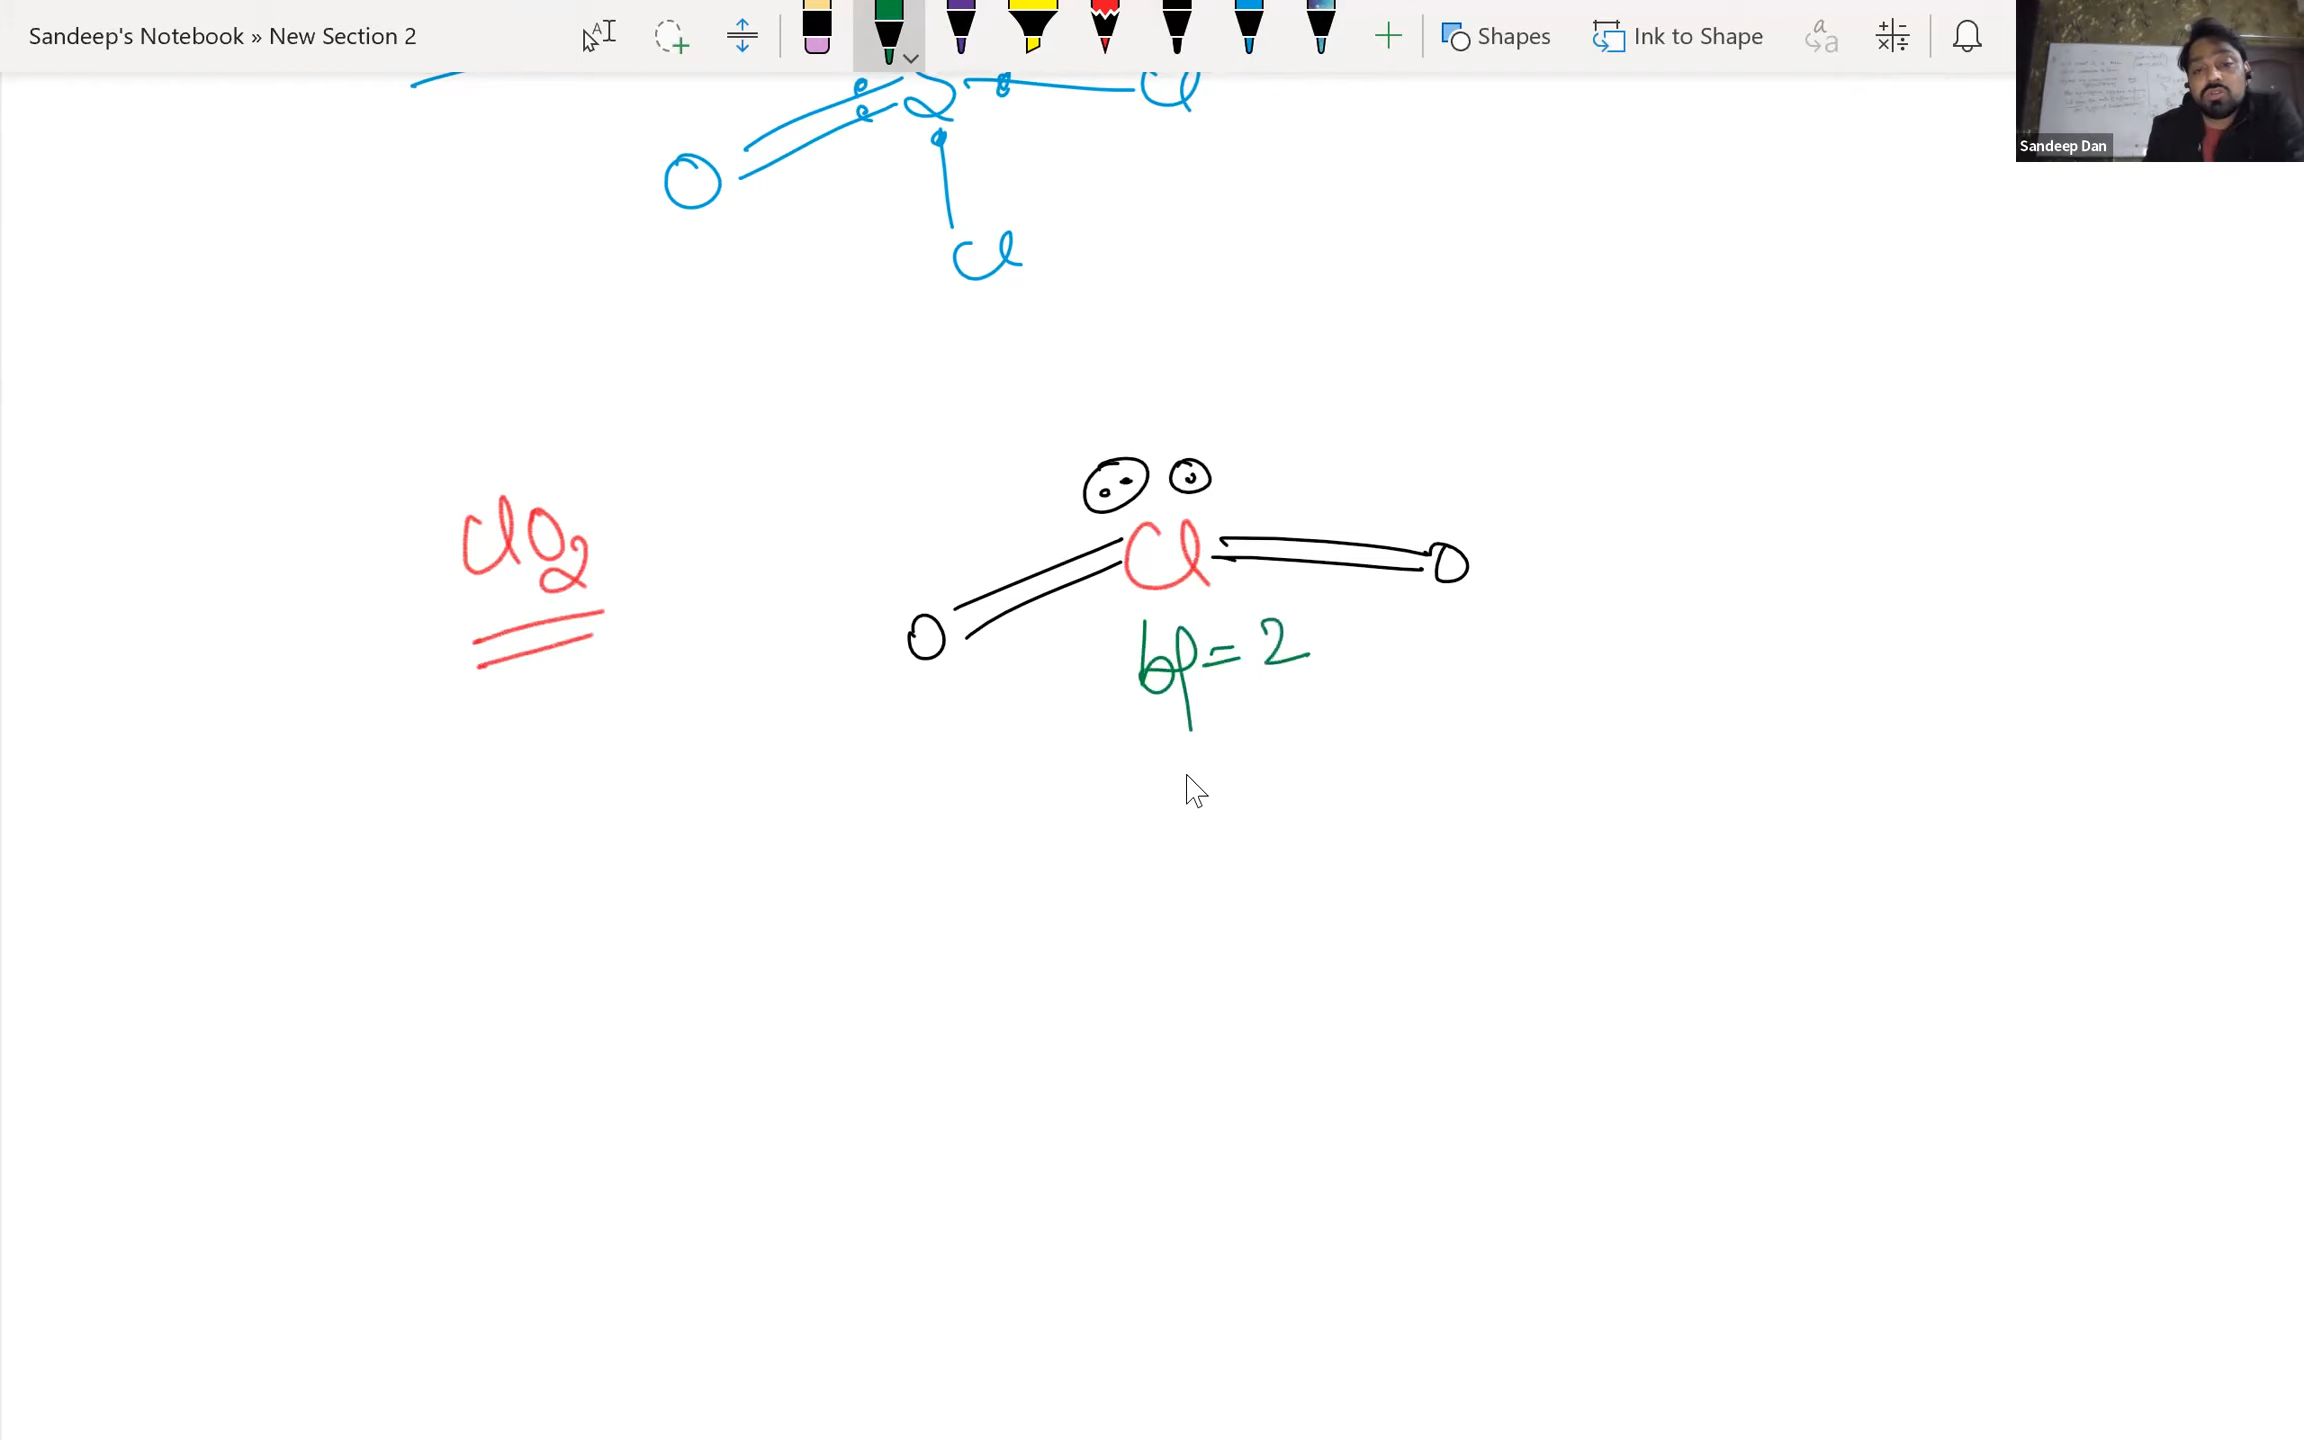 Sandeep's Notebook » New Section 2
Shapes
Ink to Shape
Sandeep Dan
O
Cl
Cl
ClO2
Cl
O
O
bp = 2